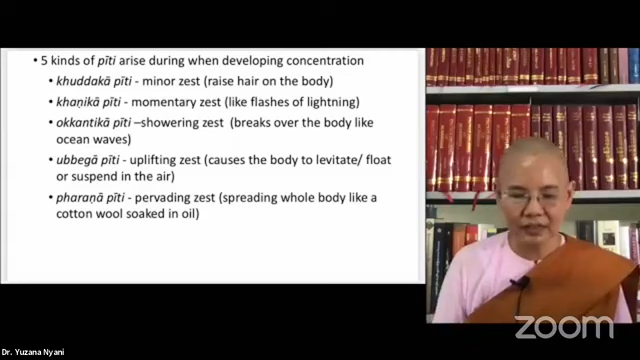 • 5 kinds of pīti arise during when developing concentration
• khuddakā pīti - minor zest (raise hair on the body)
• khaṇikā pīti - momentary zest (like flashes of lightning)
• okkantikā pīti –showering zest (breaks over the body like
ocean waves)
• ubbegā pīti - uplifting zest (causes the body to levitate/ float
or suspend in the air)
• pharaṇā pīti - pervading zest (spreading whole body like a
cotton wool soaked in oil)
zoom
Dr. Yuzana Nyani